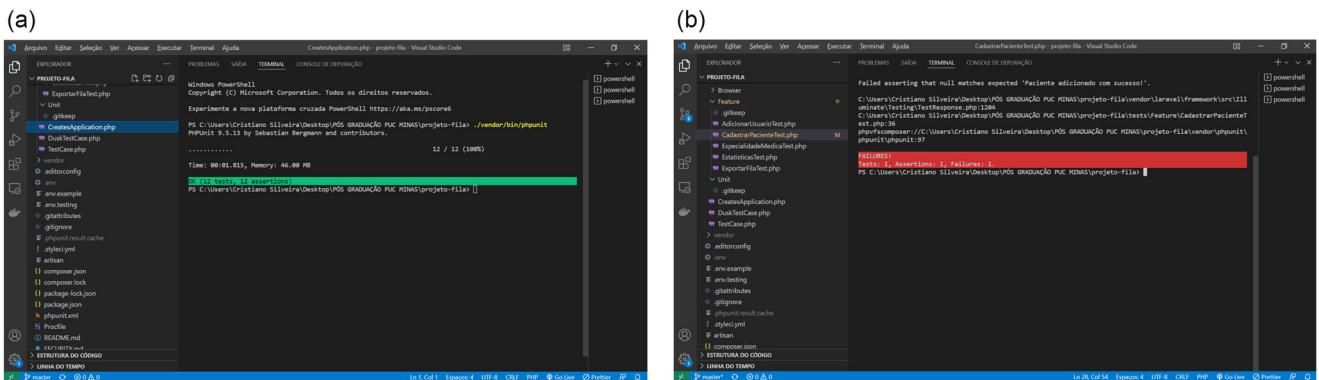 (a)
Arquivo Editar Seleção Ver Acessar Executar Terminal Ajuda
CreatesApplication.php - projeto-fila - Visual Studio Code
EXPLORADOR ...
PROJETO-FILA
ExportarFilaTest.php
Unit
.gitkeep
CreatesApplication.php
DuskTestCase.php
TestCase.php
vendor
.editorconfig
.env
.env.example
.env.testing
.gitattributes
.gitignore
.phpunit.result.cache
.styleci.yml
artisan
composer.json
composer.lock
package-lock.json
package.json
phpunit.xml
Procfile
README.md
SECURITY.md
ESTRUTURA DO CÓDIGO
LINHA DO TEMPO
PROBLEMAS SAÍDA TERMINAL CONSOLE DE DEPURAÇÃO
Windows PowerShell
Copyright (C) Microsoft Corporation. Todos os direitos reservados.
Experimente a nova plataforma cruzada PowerShell https://aka.ms/pscore6
PS C:\Users\Cristiano Silveira\Desktop\PÓS GRADUAÇÃO PUC MINAS\projeto-fila> ./vendor/bin/phpunit
PHPUnit 9.5.13 by Sebastian Bergmann and contributors.
............ 12 / 12 (100%)
Time: 00:01.815, Memory: 46.00 MB
OK (12 tests, 12 assertions)
PS C:\Users\Cristiano Silveira\Desktop\PÓS GRADUAÇÃO PUC MINAS\projeto-fila>
powershell
powershell
powershell
master 0 0 Ln 1, Col 1 Espaços: 4 UTF-8 CRLF PHP Go Live Prettier
(b)
Arquivo Editar Seleção Ver Acessar Executar Terminal Ajuda
CadastrarPacienteTest.php - projeto-fila - Visual Studio Code
EXPLORADOR ...
PROJETO-FILA
Browser
Feature
.gitkeep
AdicionarUsuarioTest.php
CadastrarPacienteTest.php M
EspecialidadeMedicaTest.php
EstatisticasTest.php
ExportarFilaTest.php
Unit
.gitkeep
CreatesApplication.php
DuskTestCase.php
TestCase.php
vendor
.editorconfig
.env
.env.example
.env.testing
.gitattributes
.gitignore
.phpunit.result.cache
.styleci.yml
artisan
composer.json
ESTRUTURA DO CÓDIGO
LINHA DO TEMPO
PROBLEMAS SAÍDA TERMINAL CONSOLE DE DEPURAÇÃO
Failed asserting that null matches expected 'Paciente adicionado com sucesso!'.
C:\Users\Cristiano Silveira\Desktop\PÓS GRADUAÇÃO PUC MINAS\projeto-fila\vendor\laravel\framework\src\Ill
uminate\Testing\TestResponse.php:1204
C:\Users\Cristiano Silveira\Desktop\PÓS GRADUAÇÃO PUC MINAS\projeto-fila\tests\Feature\CadastrarPacienteT
est.php:36
phpvfscomposer://C:\Users\Cristiano Silveira\Desktop\PÓS GRADUAÇÃO PUC MINAS\projeto-fila\vendor\phpunit\
phpunit\phpunit:97
FAILURES!
Tests: 1, Assertions: 1, Failures: 1.
PS C:\Users\Cristiano Silveira\Desktop\PÓS GRADUAÇÃO PUC MINAS\projeto-fila>
powershell
powershell
powershell
master* 0 0 Ln 28, Col 54 Espaços: 4 UTF-8 CRLF PHP Go Live Prettier